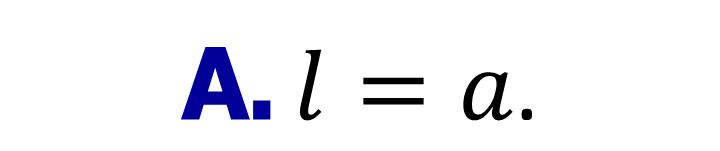 A. l = a.